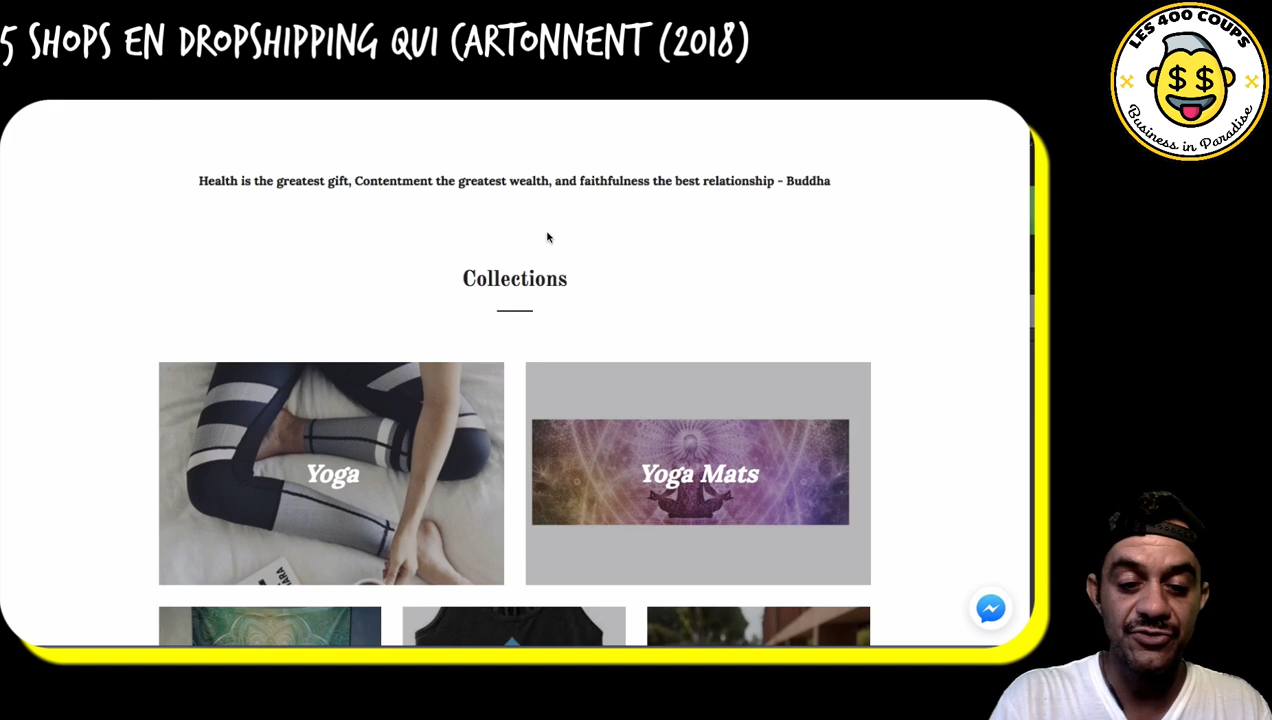 5 SHOPS EN DROPSHIPPING QUI CARTONNENT (2018)
LES 400 COUPS
$ $
Business in Paradise
Health is the greatest gift, Contentment the greatest wealth, and faithfulness the best relationship - Buddha
Collections
Yoga
Yoga Mats